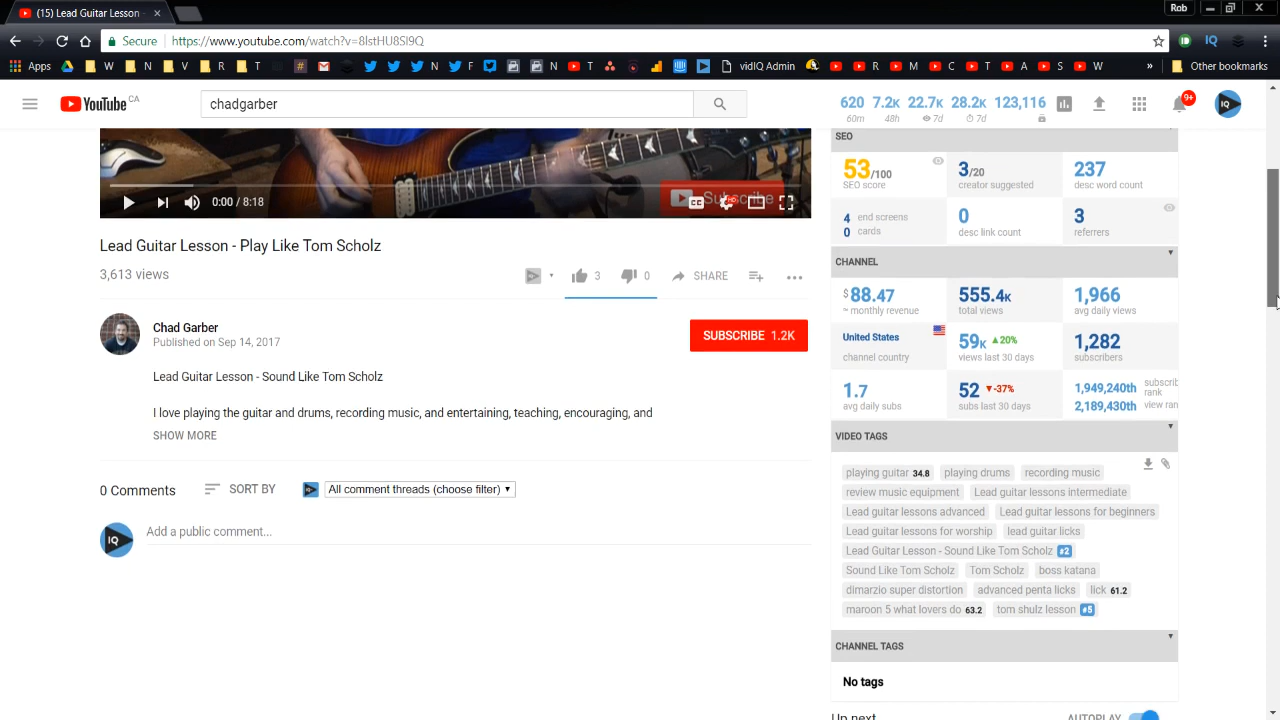 (15) Lead Guitar Lesson -
Rob
Secure
https://www.youtube.com/watch?v=8lstHU8SI9Q
IQ
Apps W N V R T # N N F N T T R M C T A S W vidIQ Admin » Other bookmarks
YouTube CA
chadgarber
620 7.2K 22.7K 28.2K 123,116
60m 48h 7d 7d
9+
IQ
Subscribe
CC
HD
0:00 / 8:18
Lead Guitar Lesson - Play Like Tom Scholz
3,613 views
3 0 SHARE
Chad Garber
Published on Sep 14, 2017
SUBSCRIBE 1.2K
Lead Guitar Lesson - Sound Like Tom Scholz
I love playing the guitar and drums, recording music, and entertaining, teaching, encouraging, and
SHOW MORE
0 Comments SORT BY All comment threads (choose filter)
IQ
Add a public comment...
SEO
53/100 3/20 237
SEO score creator suggested desc word count
4 end screens 0 3
0 cards desc link count referrers
CHANNEL
$88.47 555.4K 1,966
≈ monthly revenue total views avg daily views
United States 59K 20% 1,282
channel country views last 30 days subscribers
1.7 52 -37% 1,949,240th subscrib rank
avg daily subs subs last 30 days 2,189,430th view ran
VIDEO TAGS
playing guitar 34.8 playing drums recording music
review music equipment Lead guitar lessons intermediate
Lead guitar lessons advanced Lead guitar lessons for beginners
Lead guitar lessons for worship lead guitar licks
Lead Guitar Lesson - Sound Like Tom Scholz #2
Sound Like Tom Scholz Tom Scholz boss katana
dimarzio super distortion advanced penta licks lick 61.2
maroon 5 what lovers do 63.2 tom shulz lesson #5
CHANNEL TAGS
No tags
Up next AUTOPLAY